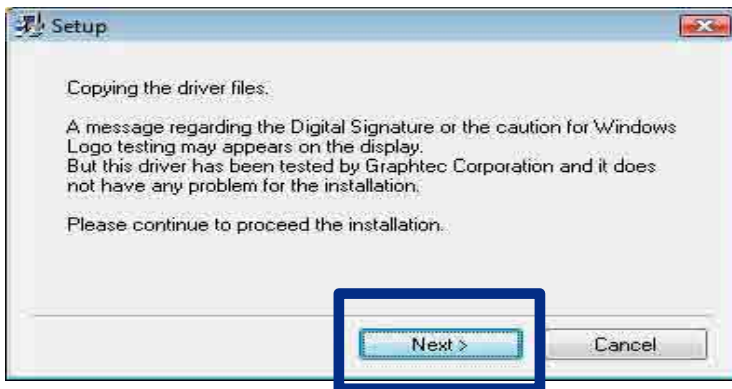 Setup
Copying the driver files.
A message regarding the Digital Signature or the caution for Windows
Logo testing may appears on the display.
But this driver has been tested by Graphtec Corporation and it does
not have any problem for the installation.
Please continue to proceed the installation.
Next >
Cancel